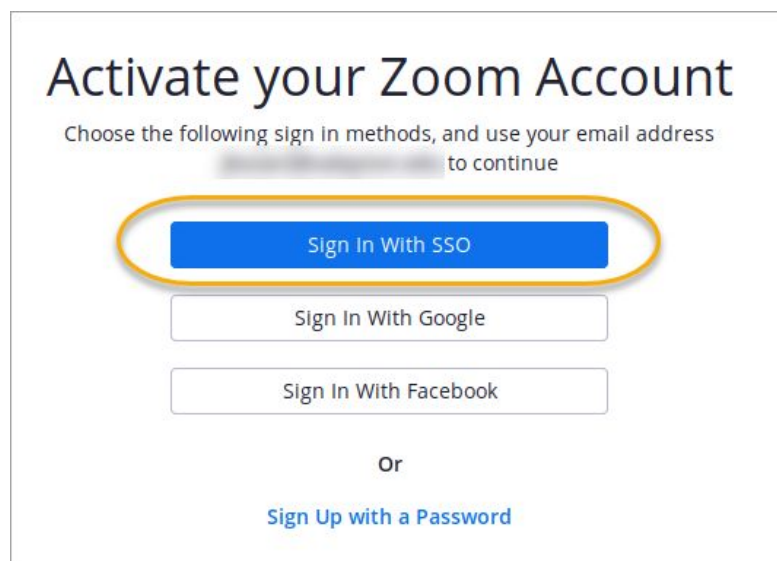 Activate your Zoom Account
Choose the following sign in methods, and use your email address
to continue
Sign In With SSO
Sign In With Google
Sign In With Facebook
Or
Sign Up with a Password